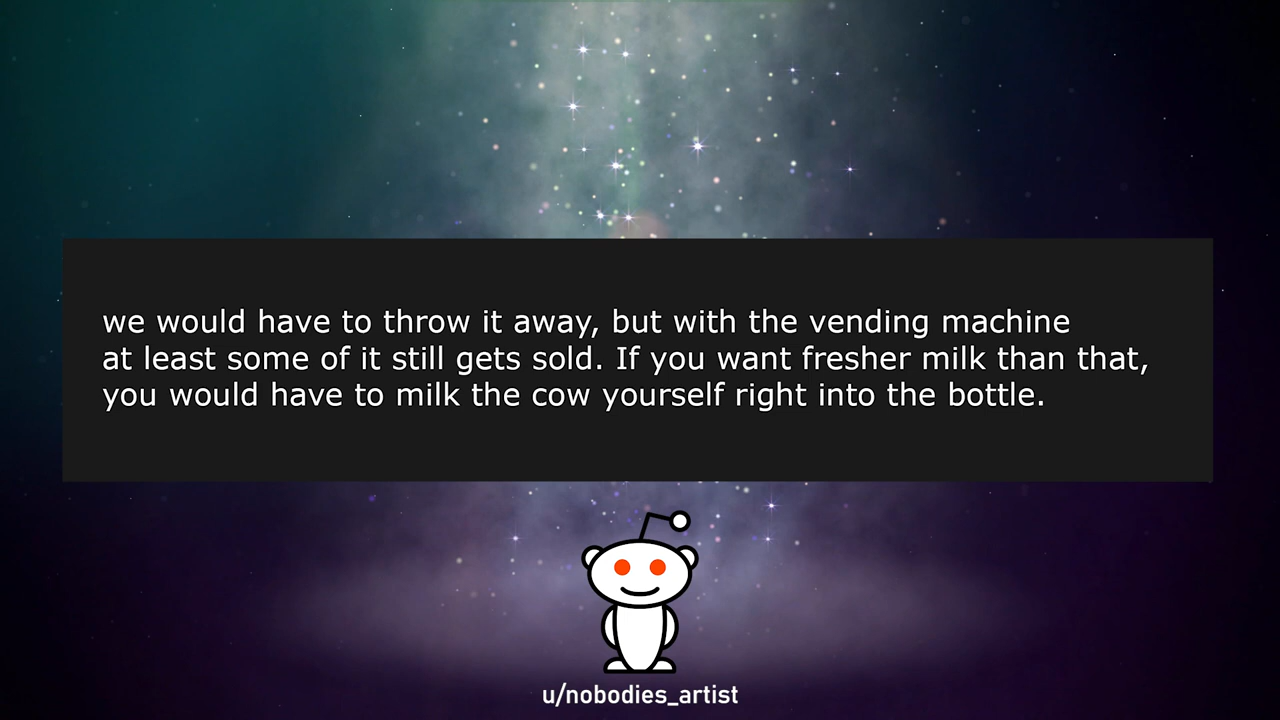 we would have to throw it away, but with the vending machine
at least some of it still gets sold. If you want fresher milk than that,
you would have to milk the cow yourself right into the bottle.
u/nobodies_artist